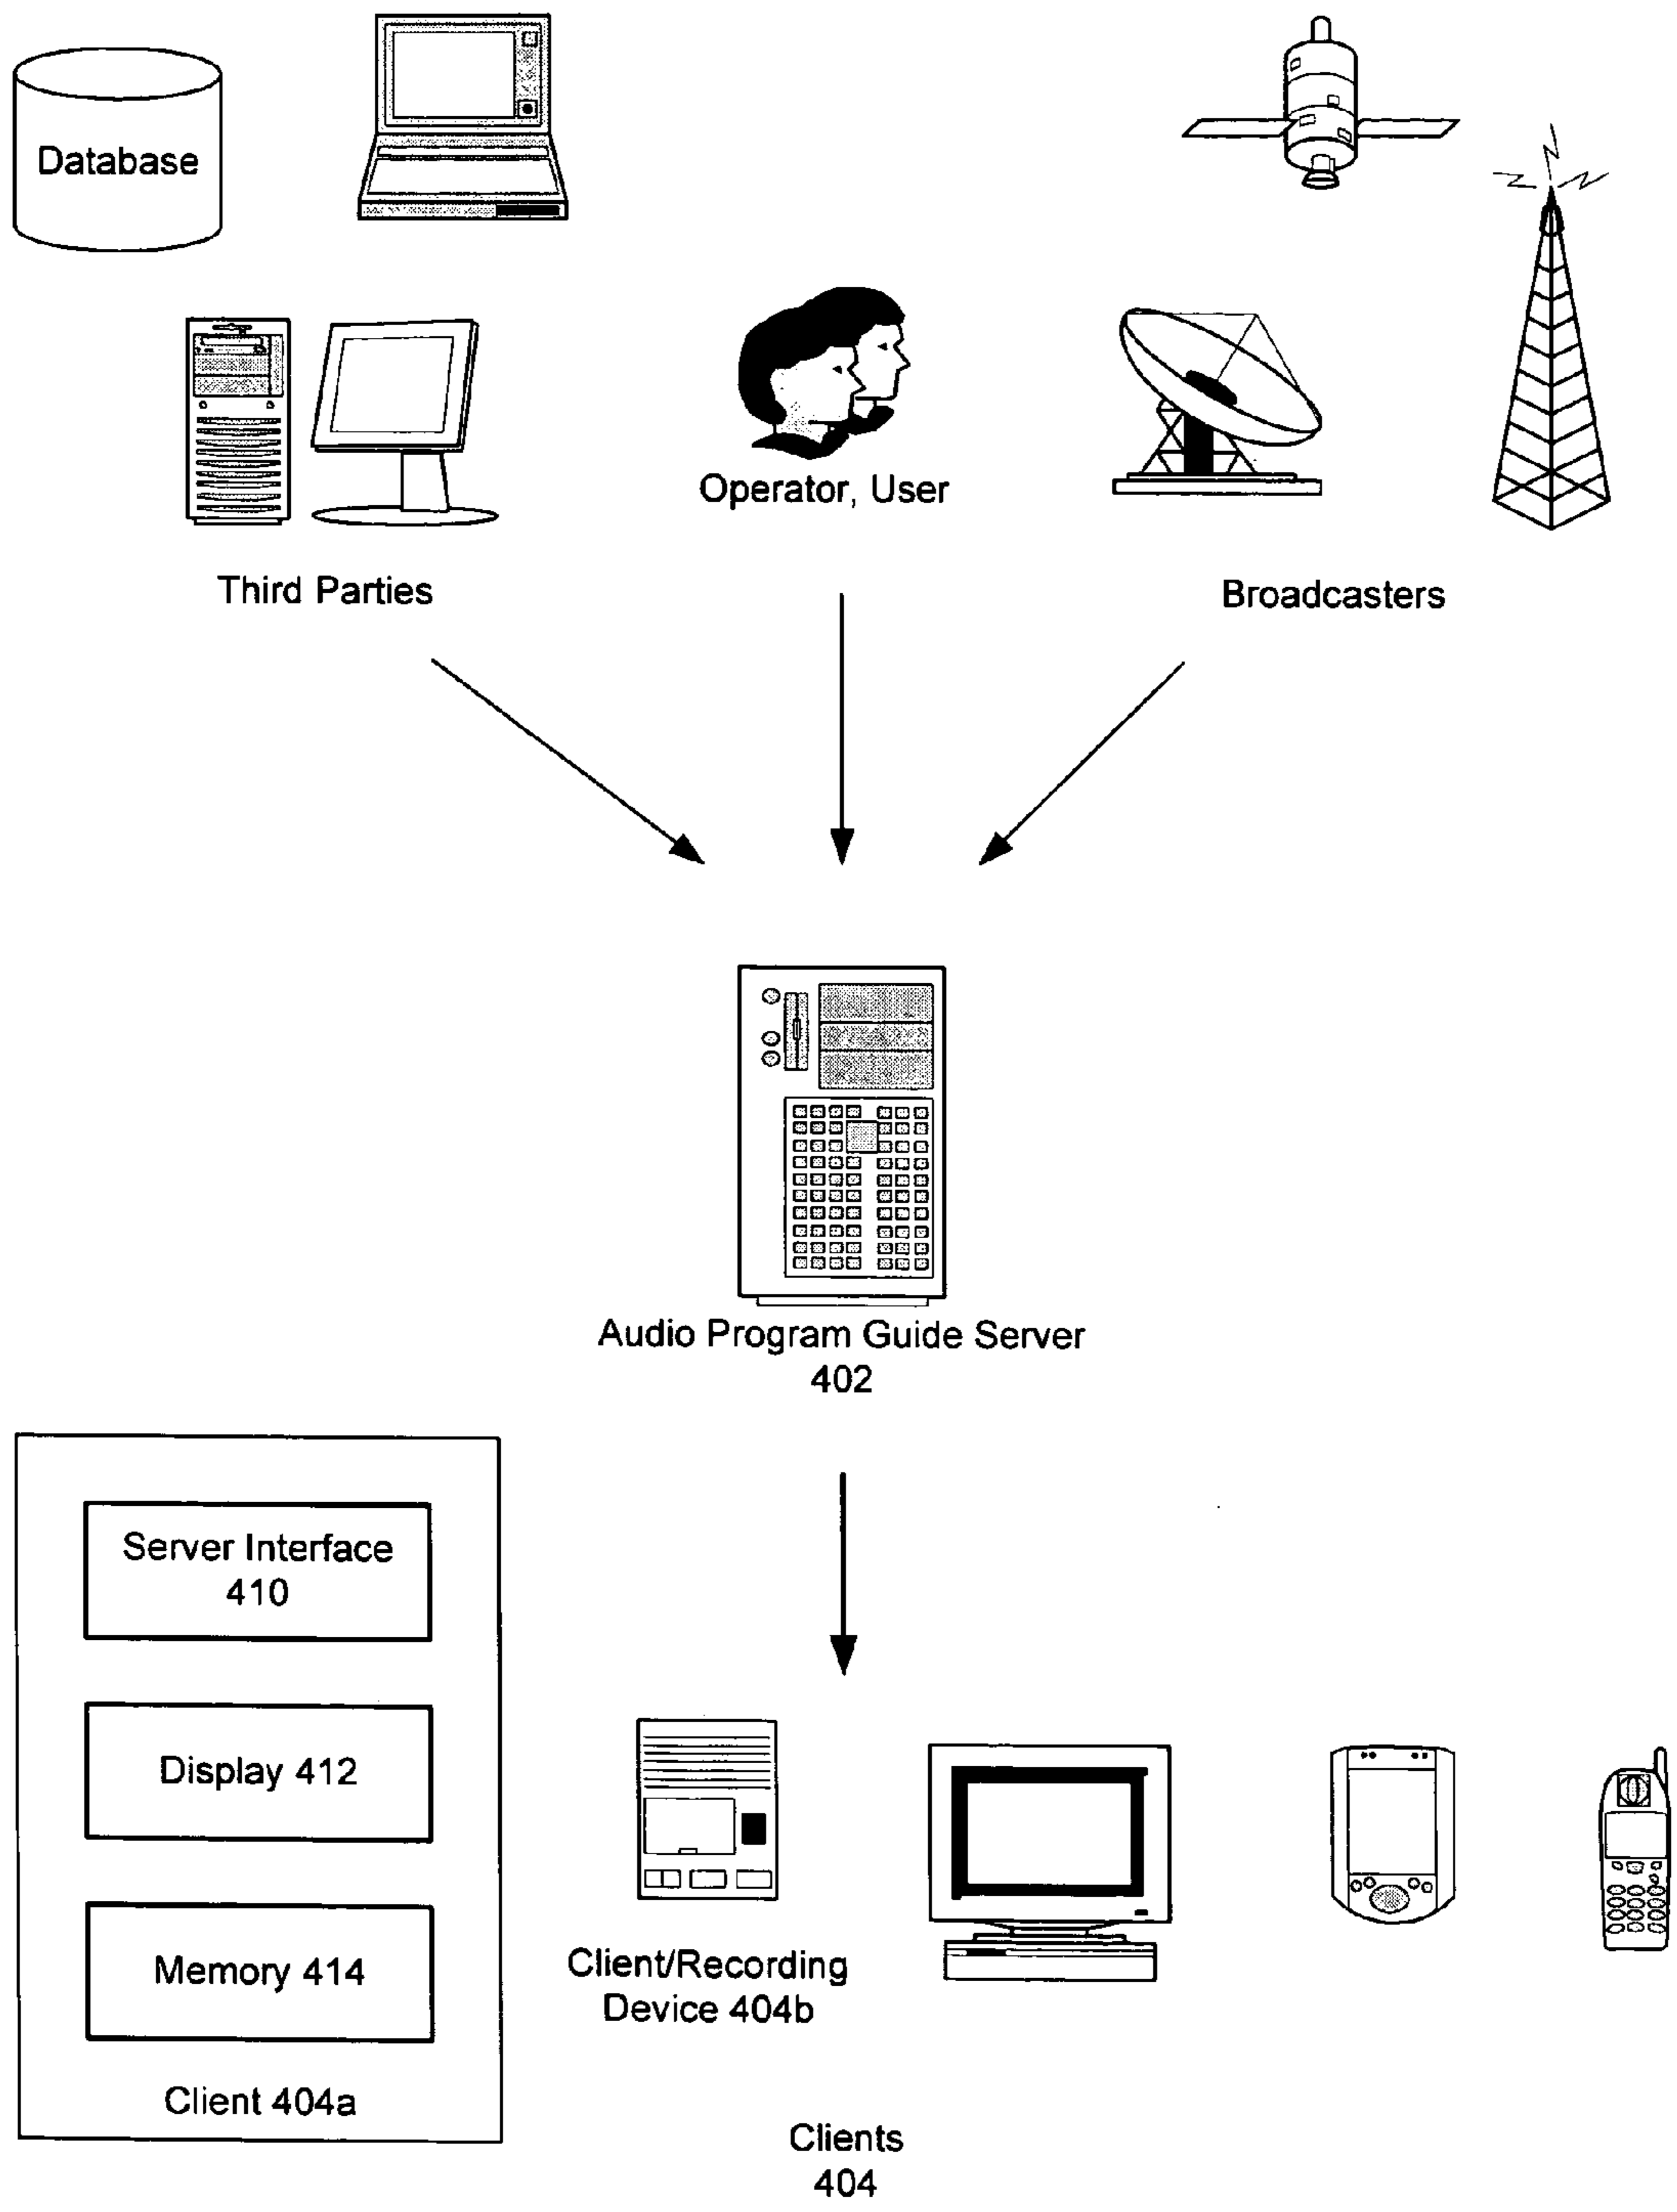 Database
Operator, User
Third Parties
Broadcasters
Audio Program Guide Server
402
Server Interface
410
Display 412
Memory 414
Client 404a
Client/Recording
Device 404b
Clients
404